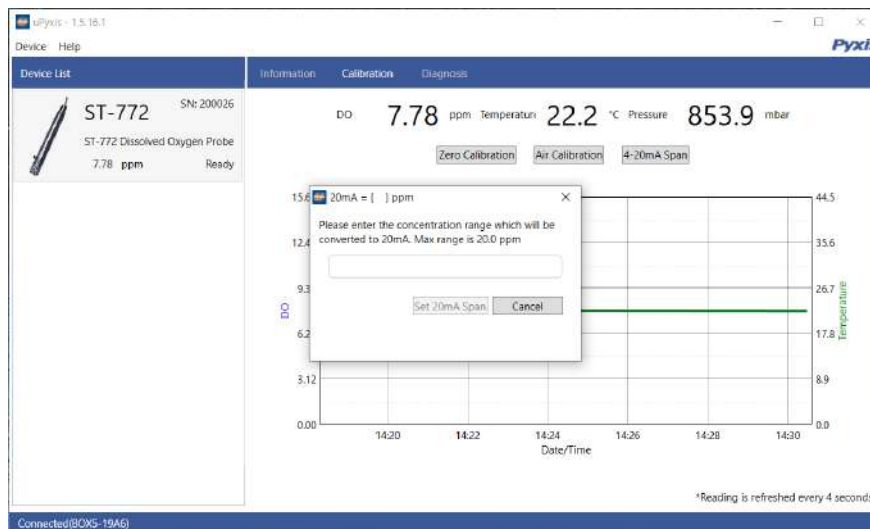 uPyxis - 1.5.16.1
Device Help
Pyxis
Device List
Information Calibration Diagnosis
ST-772 SN: 200026
ST-772 Dissolved Oxygen Probe
7.78 ppm Ready
DO 7.78 ppm Temperatur 22.2 °C Pressure 853.9 mbar
Zero Calibration Air Calibration 4-20mA Span
20mA = [ ] ppm
Please enter the concentration range which will be
converted to 20mA. Max range is 20.0 ppm
Set 20mA Span Cancel
15.6 44.5
12.4 35.6
9.3 26.7
6.2 17.8
3.12 8.9
0.00 0.0
DO
Temperature
14:20 14:22 14:24 14:26 14:28 14:30
Date/Time
*Reading is refreshed every 4 seconds
Connected(BOX5-19A6)